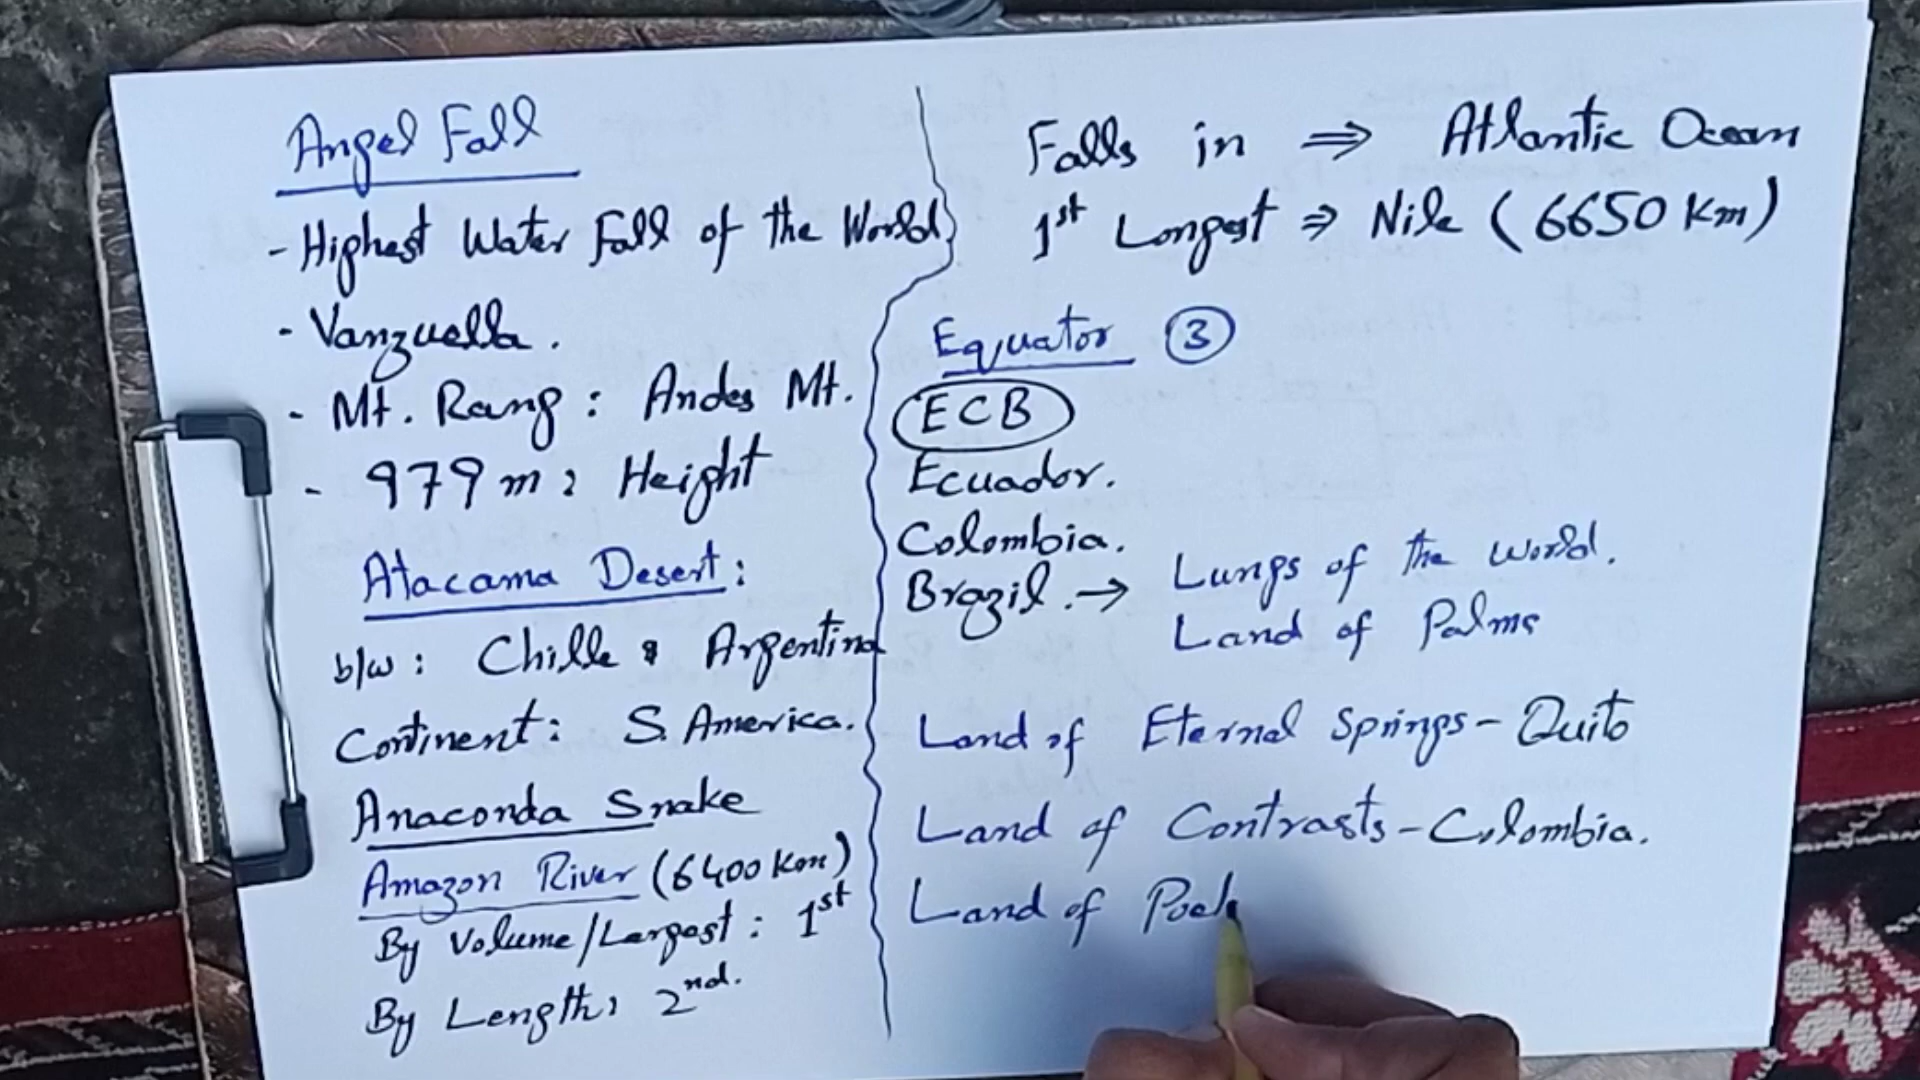 Angel Fall
- Highest Water Fall of the World
- Vanzuella.
- Mt. Rang : Andes Mt.
- 979 m : Height
Atacama Desert :
b/w : Chille & Argentina
Continent : S. America.
Anaconda Snake
Amazon River (6400 Km)
By Volume/Largest : 1st
By Length : 2nd.
Falls in ⇒ Atlantic Ocean
1st Longest ⇒ Nile (6650 Km)
Equator ③
ECB
Ecuador.
Colombia.
Brazil. → Lungs of the World.
Land of Palms
Land of Eternal Springs - Quito
Land of Contrasts - Colombia.
Land of